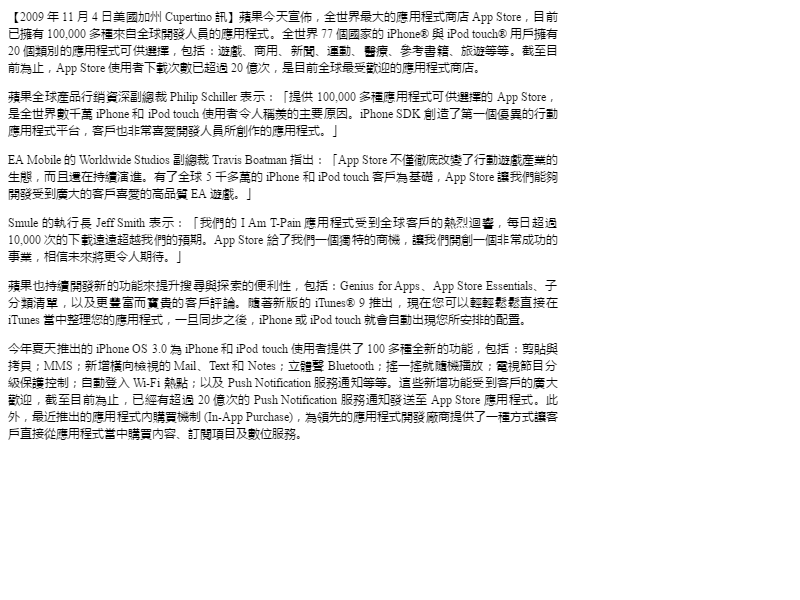 【2009 年 11 月 4 日美國加州 Cupertino 訊】蘋果今天宣佈，全世界最大的應用程式商店 App Store，目前
已擁有 100,000 多種來自全球開發人員的應用程式。全世界 77 個國家的 iPhone® 與 iPod touch® 用戶擁有
20 個類別的應用程式可供選擇，包括：遊戲、商用、新聞、運動、醫療、參考書籍、旅遊等等。截至目
前為止，App Store 使用者下載次數已超過 20 億次，是目前全球最受歡迎的應用程式商店。
蘋果全球產品行銷資深副總裁 Philip Schiller 表示：「提供 100,000 多種應用程式可供選擇的 App Store，
是全世界數千萬 iPhone 和 iPod touch 使用者令人稱羨的主要原因。iPhone SDK 創造了第一個優異的行動
應用程式平台，客戶也非常喜愛開發人員所創作的應用程式。」
EA Mobile 的 Worldwide Studios 副總裁 Travis Boatman 指出：「App Store 不僅徹底改變了行動遊戲產業的
生態，而且還在持續演進。有了全球 5 千多萬的 iPhone 和 iPod touch 客戶為基礎，App Store 讓我們能夠
開發受到廣大的客戶喜愛的高品質 EA 遊戲。」
Smule 的執行長 Jeff Smith 表示：「我們的 I Am T-Pain 應用程式受到全球客戶的熱烈迴響，每日超過
10,000 次的下載遠遠超越我們的預期。App Store 給了我們一個獨特的商機，讓我們開創一個非常成功的
事業，相信未來將更令人期待。」
蘋果也持續開發新的功能來提升搜尋與探索的便利性，包括：Genius for Apps、App Store Essentials、子
分類清單，以及更豐富而寶貴的客戶評論。隨著新版的 iTunes® 9 推出，現在您可以輕輕鬆鬆直接在
iTunes 當中整理您的應用程式，一旦同步之後，iPhone 或 iPod touch 就會自動出現您所安排的配置。
今年夏天推出的 iPhone OS 3.0 為 iPhone 和 iPod touch 使用者提供了 100 多種全新的功能，包括：剪貼與
拷貝；MMS；新增橫向檢視的 Mail、Text 和 Notes；立體聲 Bluetooth；搖一搖就隨機播放；電視節目分
級保護控制；自動登入 Wi-Fi 熱點；以及 Push Notification 服務通知等等。這些新增功能受到客戶的廣大
歡迎，截至目前為止，已經有超過 20 億次的 Push Notification 服務通知發送至 App Store 應用程式。此
外，最近推出的應用程式內購買機制 (In-App Purchase)，為領先的應用程式開發廠商提供了一種方式讓客
戶直接從應用程式當中購買內容、訂閱項目及數位服務。